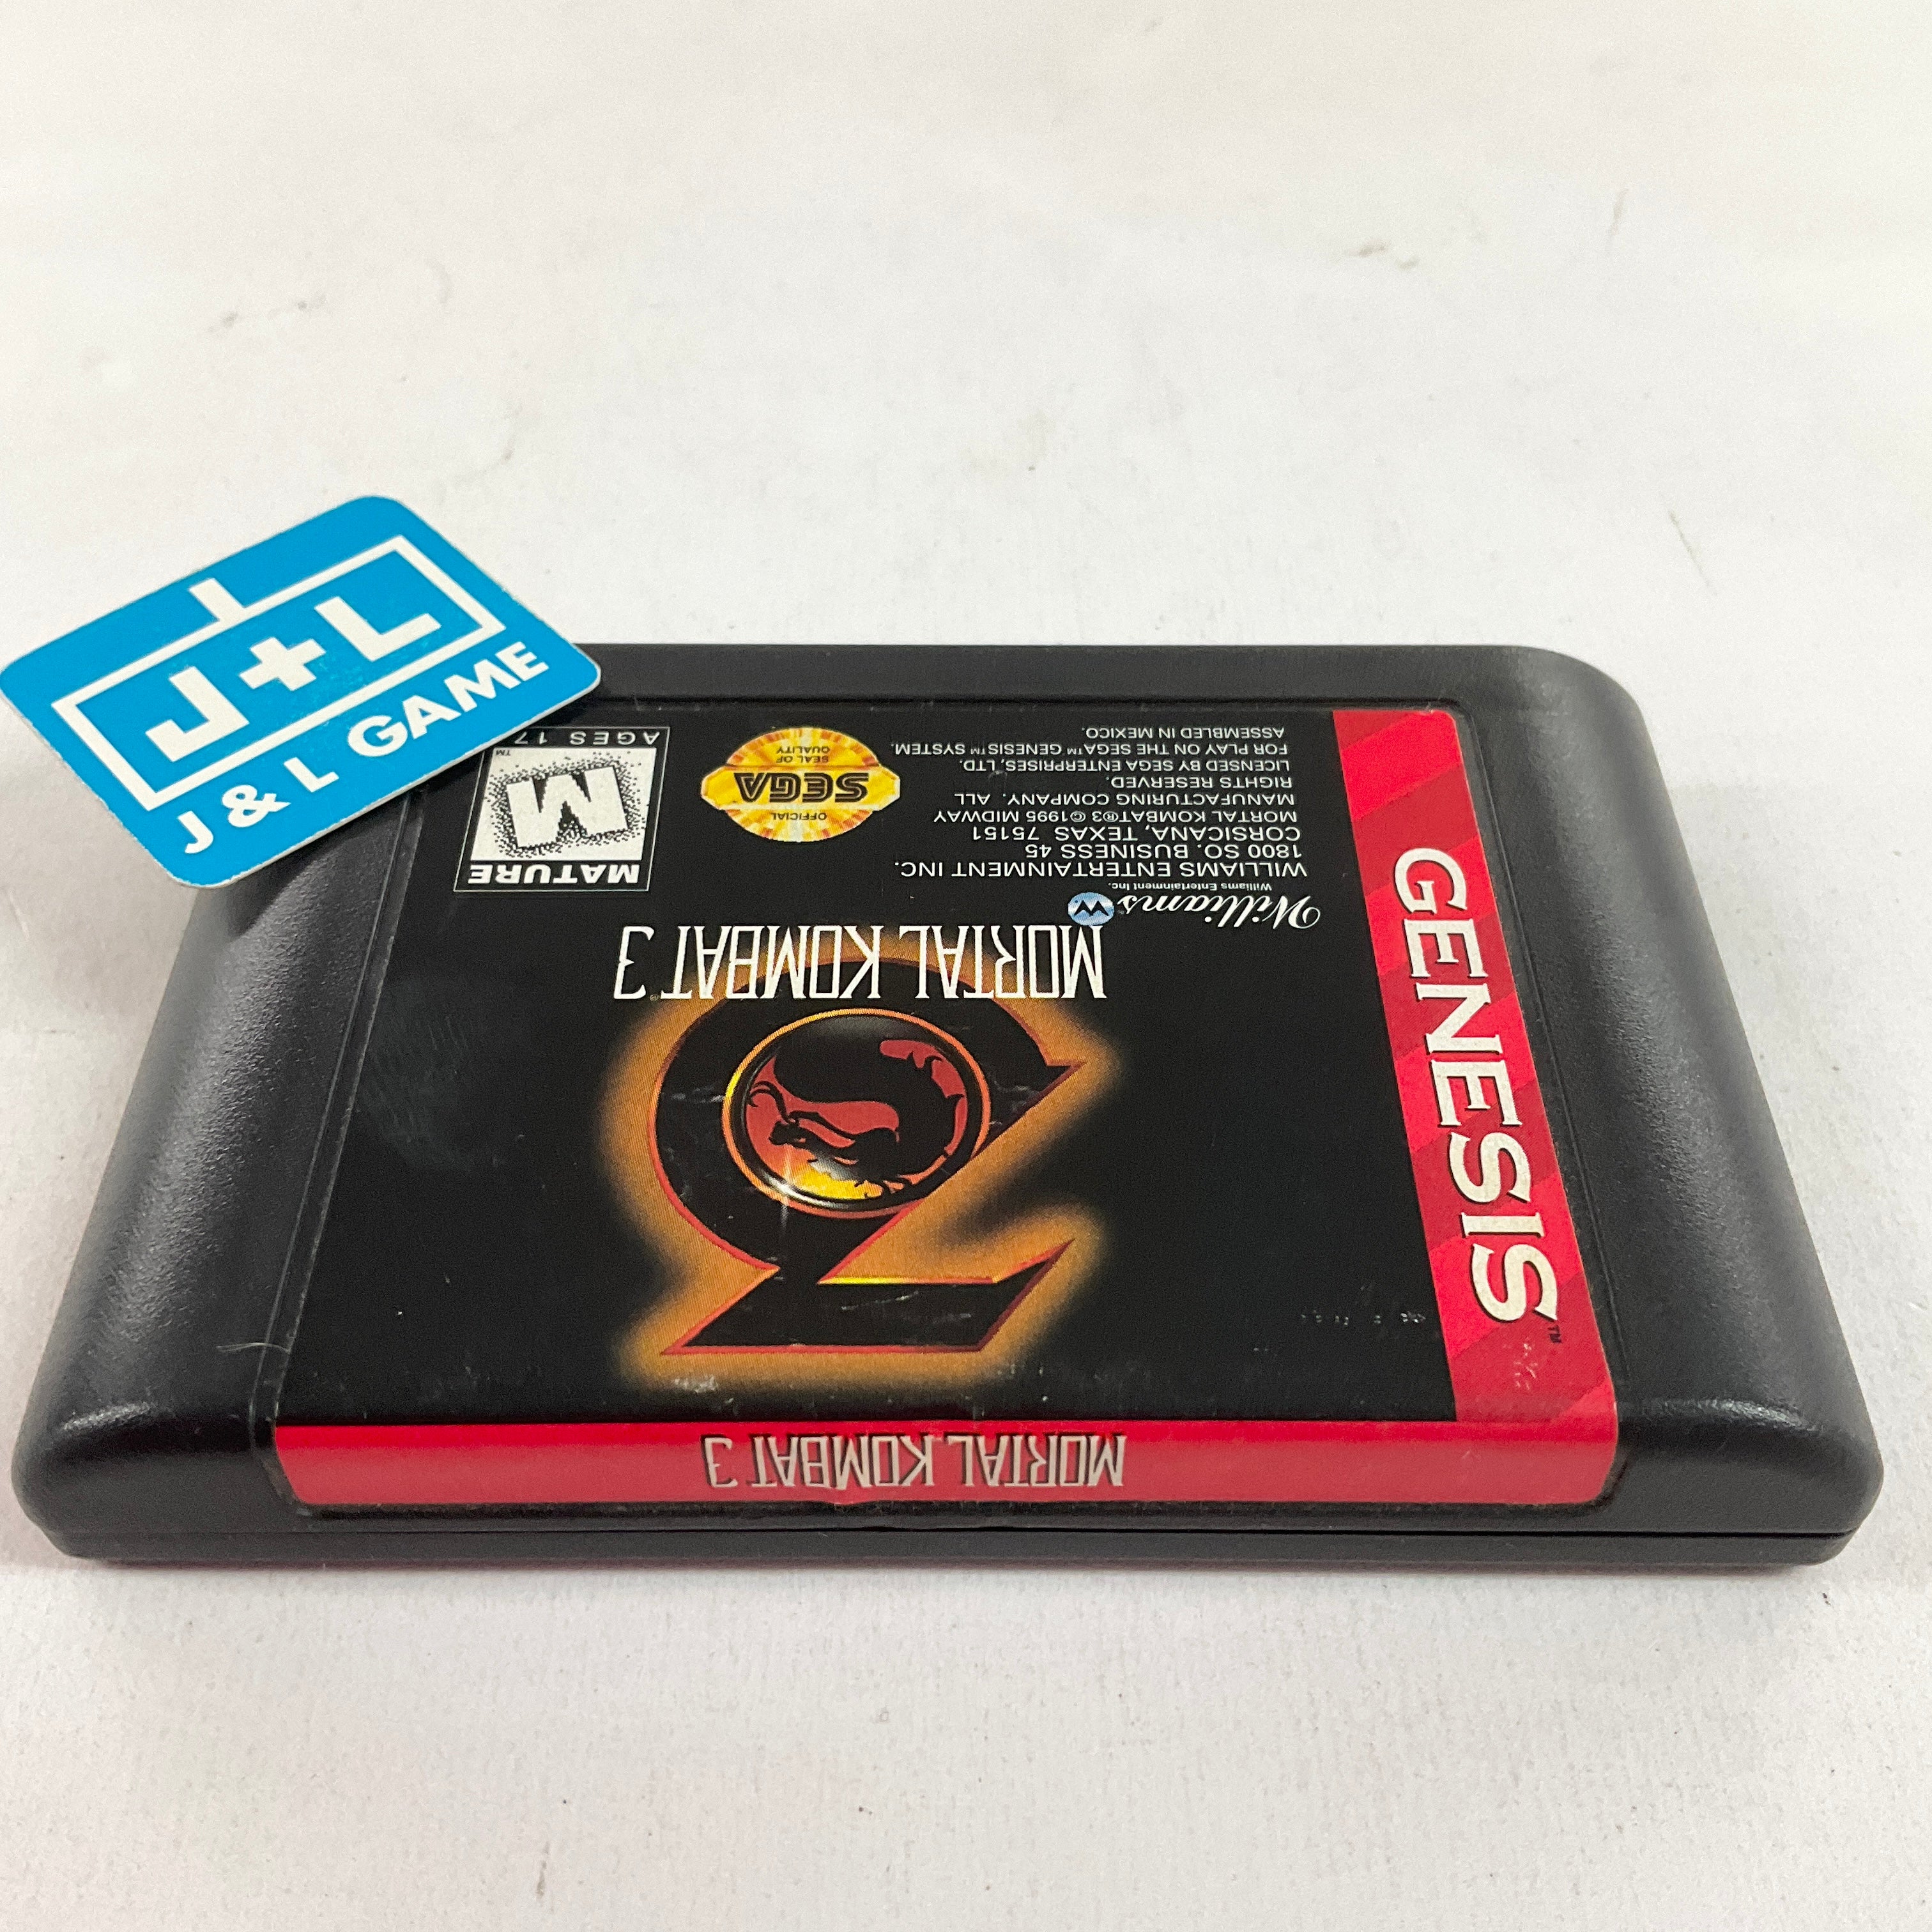 J+L
J & L GAME
GENESIS™
MORTAL KOMBAT 3
MORTAL KOMBAT® 3
Williams
Williams Entertainment Inc.
WILLIAMS ENTERTAINMENT INC.
1800 SO. BUSINESS 45
CORSICANA, TEXAS 75151
MORTAL KOMBAT®3 © 1995 MIDWAY
MANUFACTURING COMPANY. ALL
RIGHTS RESERVED.
LICENSED BY SEGA ENTERPRISES, LTD.
FOR PLAY ON THE SEGA™ GENESIS™ SYSTEM.
ASSEMBLED IN MEXICO.
OFFICIAL
SEGA
SEAL OF
QUALITY
MATURE
M
™
AGES 17